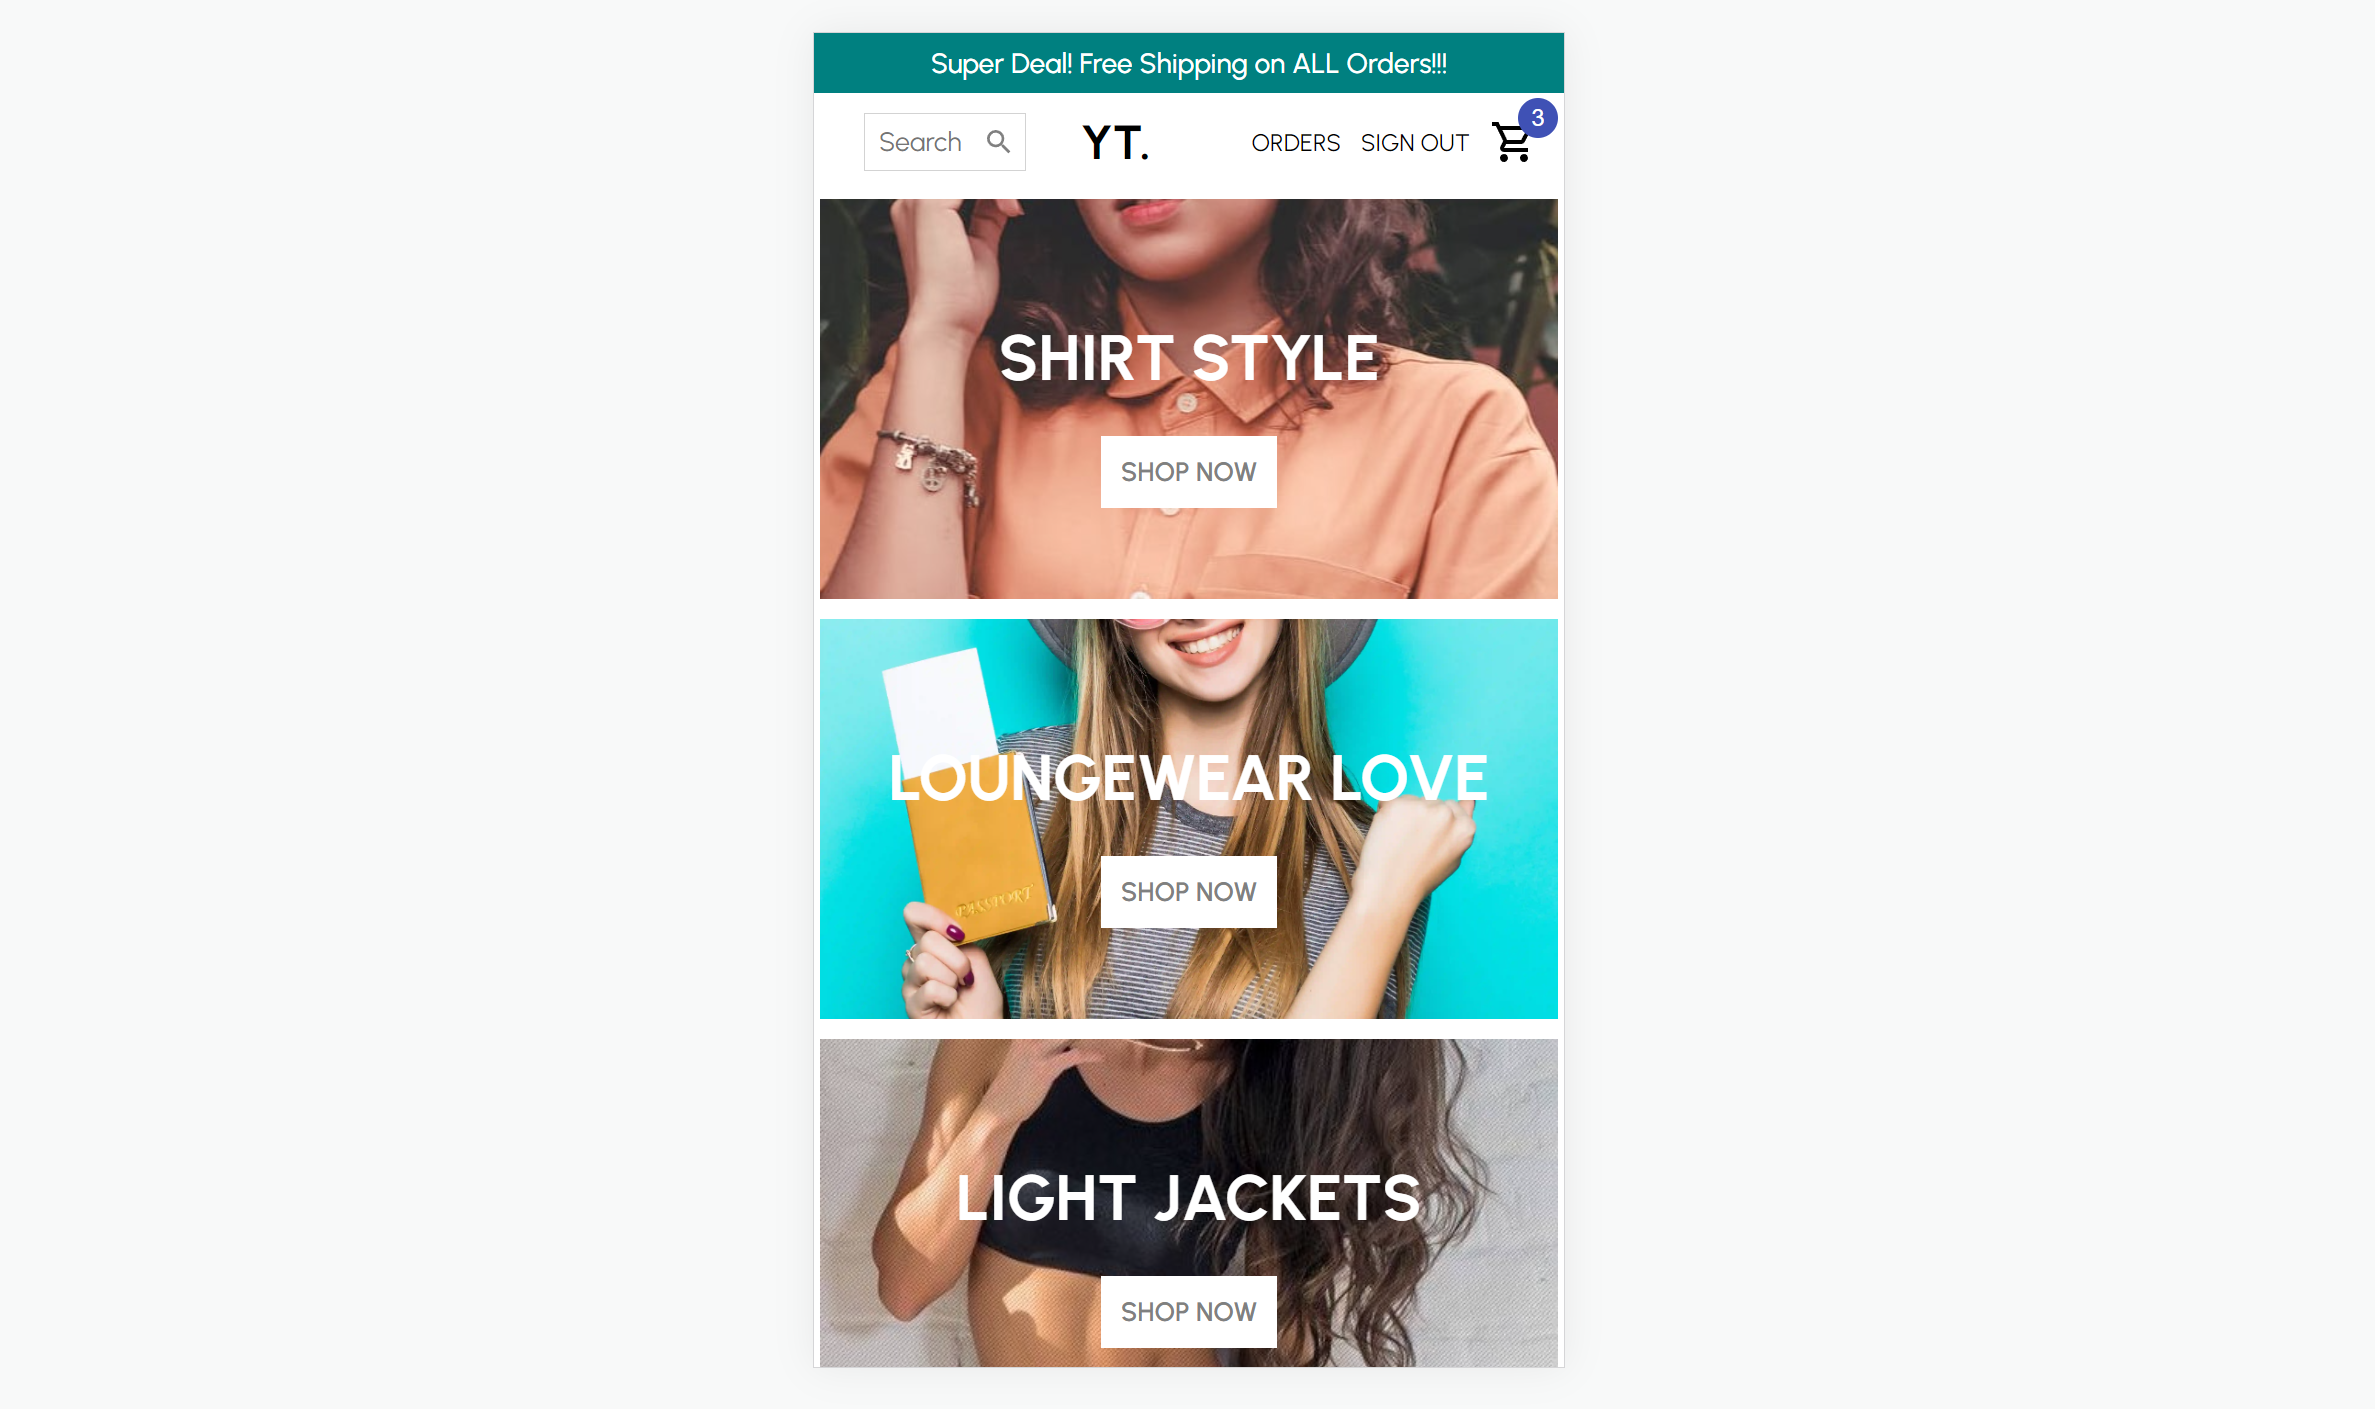 Super Deal! Free Shipping on ALL Orders!!!
Search YT. ORDERS SIGN OUT 3
SHIRT STYLE
SHOP NOW
LOUNGEWEAR LOVE
PASSPORT
SHOP NOW
LIGHT JACKETS
SHOP NOW